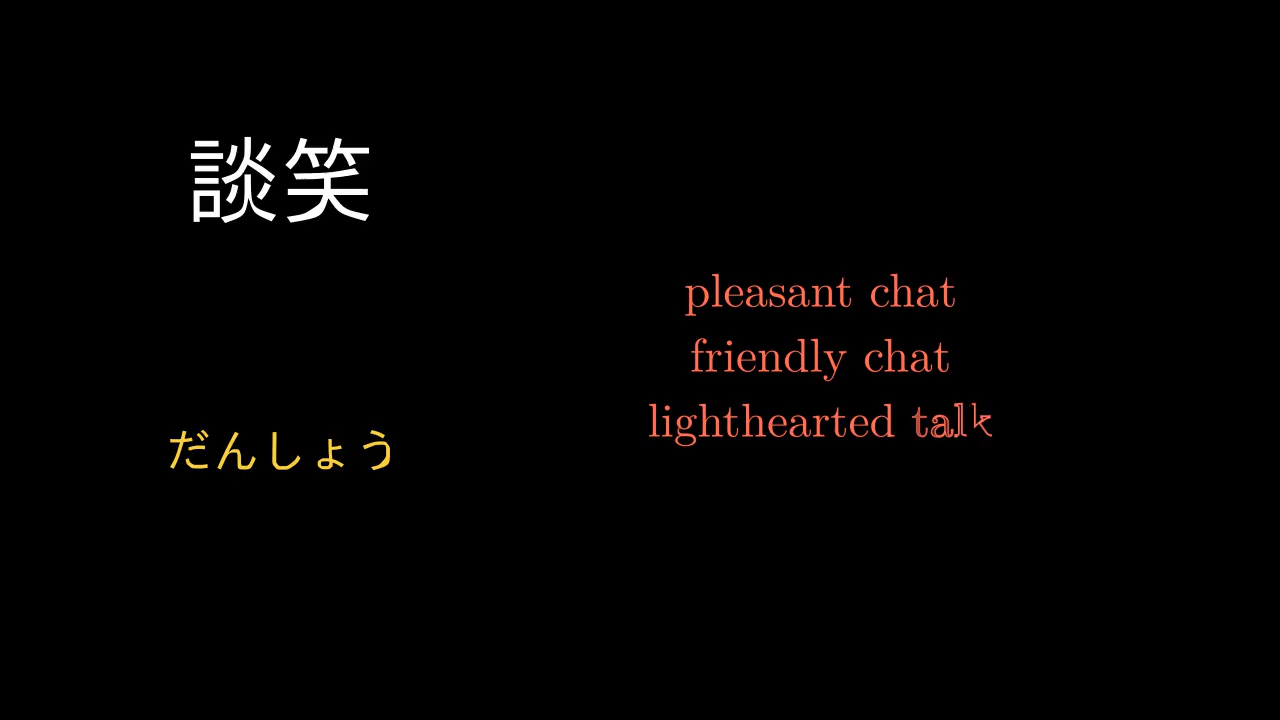 談笑
だんしょう
pleasant chat
friendly chat
lighthearted talk